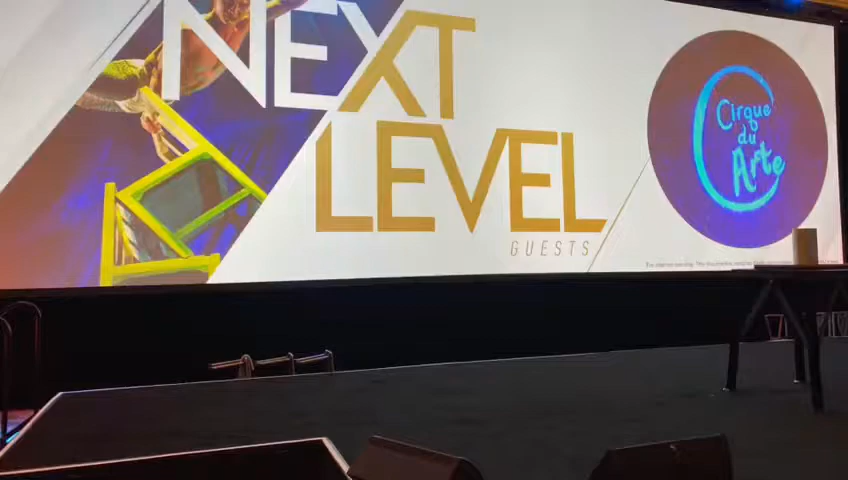 NEXT
LEVEL
GUESTS
Cirque
du
Arte